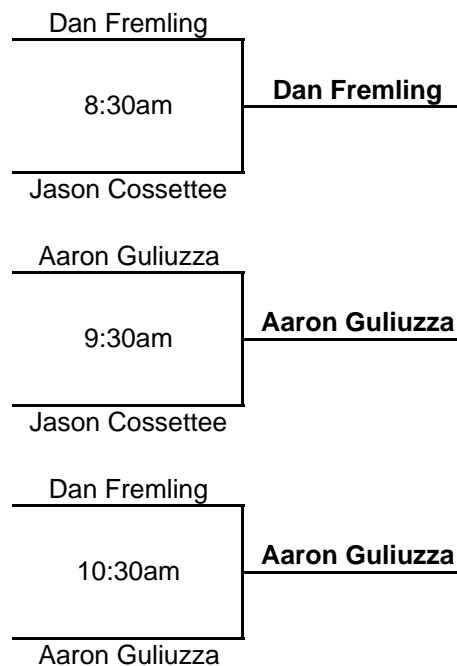 Dan Fremling
Dan Fremling
8:30am
Jason Cossettee
Aaron Guliuzza
Aaron Guliuzza
9:30am
Jason Cossettee
Dan Fremling
Aaron Guliuzza
10:30am
Aaron Guliuzza